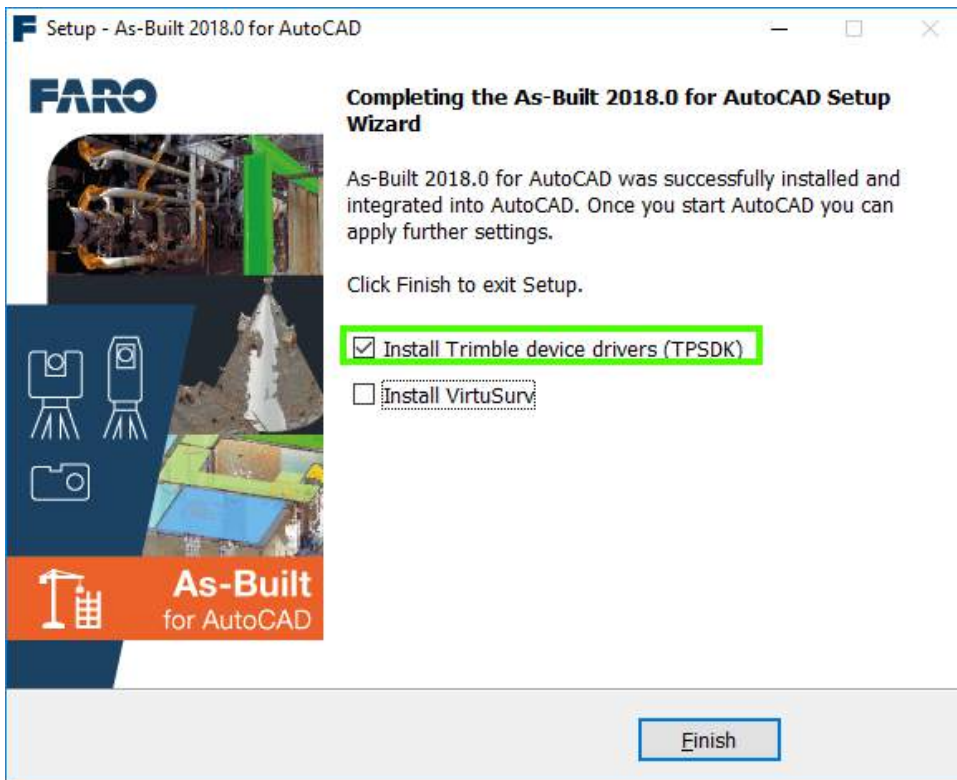 Setup - As-Built 2018.0 for AutoCAD
FARO
Completing the As-Built 2018.0 for AutoCAD Setup
Wizard
As-Built 2018.0 for AutoCAD was successfully installed and
integrated into AutoCAD. Once you start AutoCAD you can
apply further settings.
Click Finish to exit Setup.
Install Trimble device drivers (TPSDK)
Install VirtuSurv
As-Built
for AutoCAD
Finish